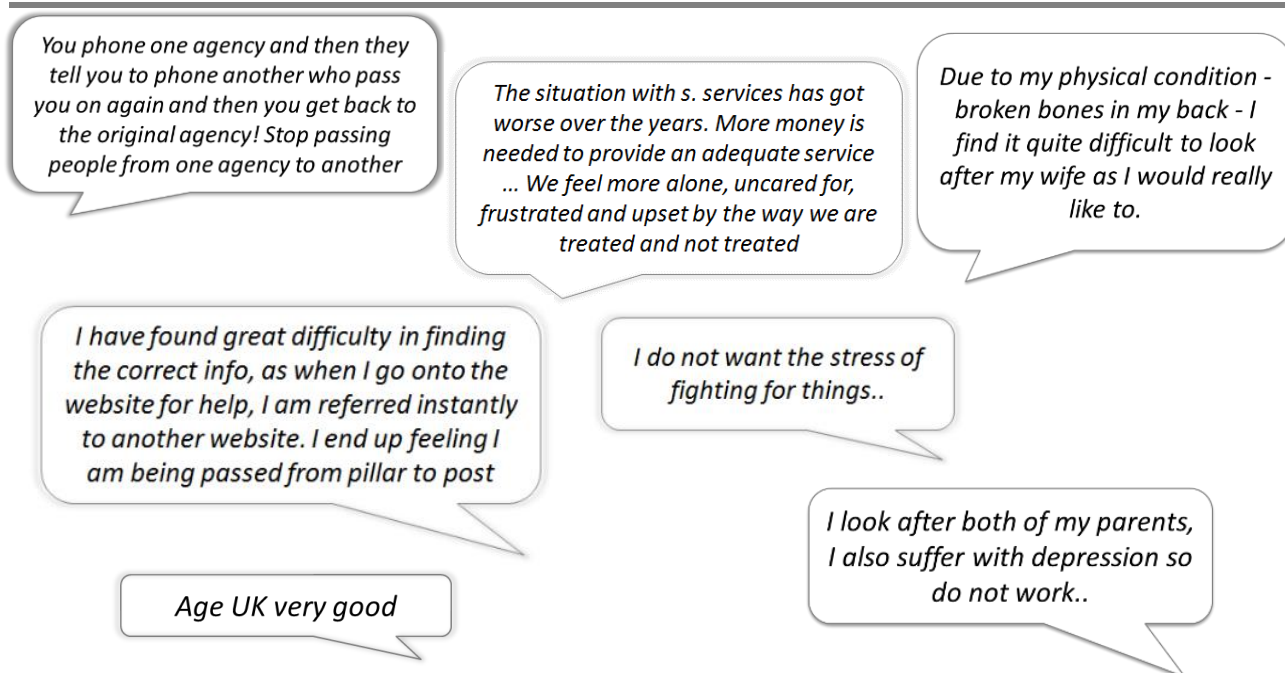 You phone one agency and then they
tell you to phone another who pass
you on again and then you get back to
the original agency! Stop passing
people from one agency to another
The situation with s. services has got
worse over the years. More money is
needed to provide an adequate service
... We feel more alone, uncared for,
frustrated and upset by the way we are
treated and not treated
Due to my physical condition -
broken bones in my back - I
find it quite difficult to look
after my wife as I would really
like to.
I have found great difficulty in finding
the correct info, as when I go onto the
website for help, I am referred instantly
to another website. I end up feeling I
am being passed from pillar to post
I do not want the stress of
fighting for things..
I look after both of my parents,
I also suffer with depression so
do not work..
Age UK very good